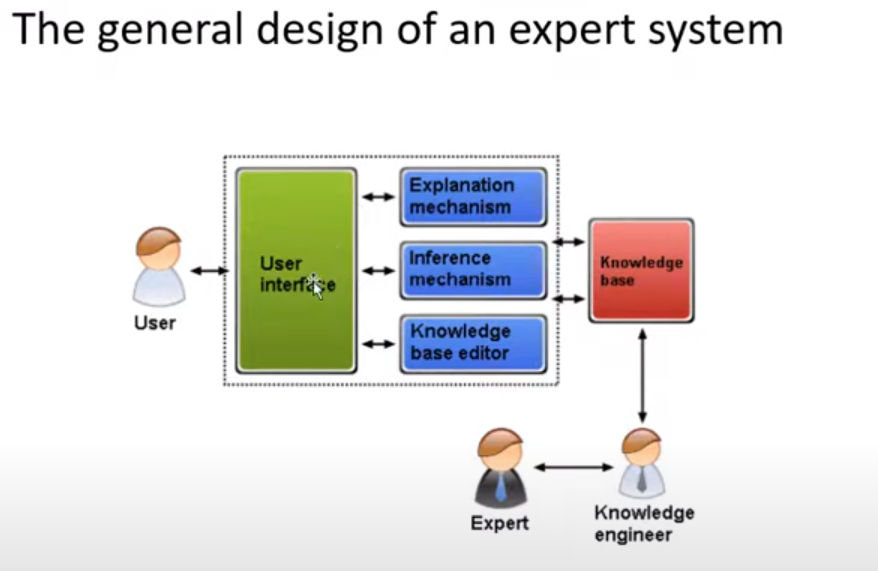 The general design of an expert system
Explanation
mechanism
User
interface
Inference
mechanism
Knowledge
base
User
Knowledge
base editor
Expert
Knowledge
engineer